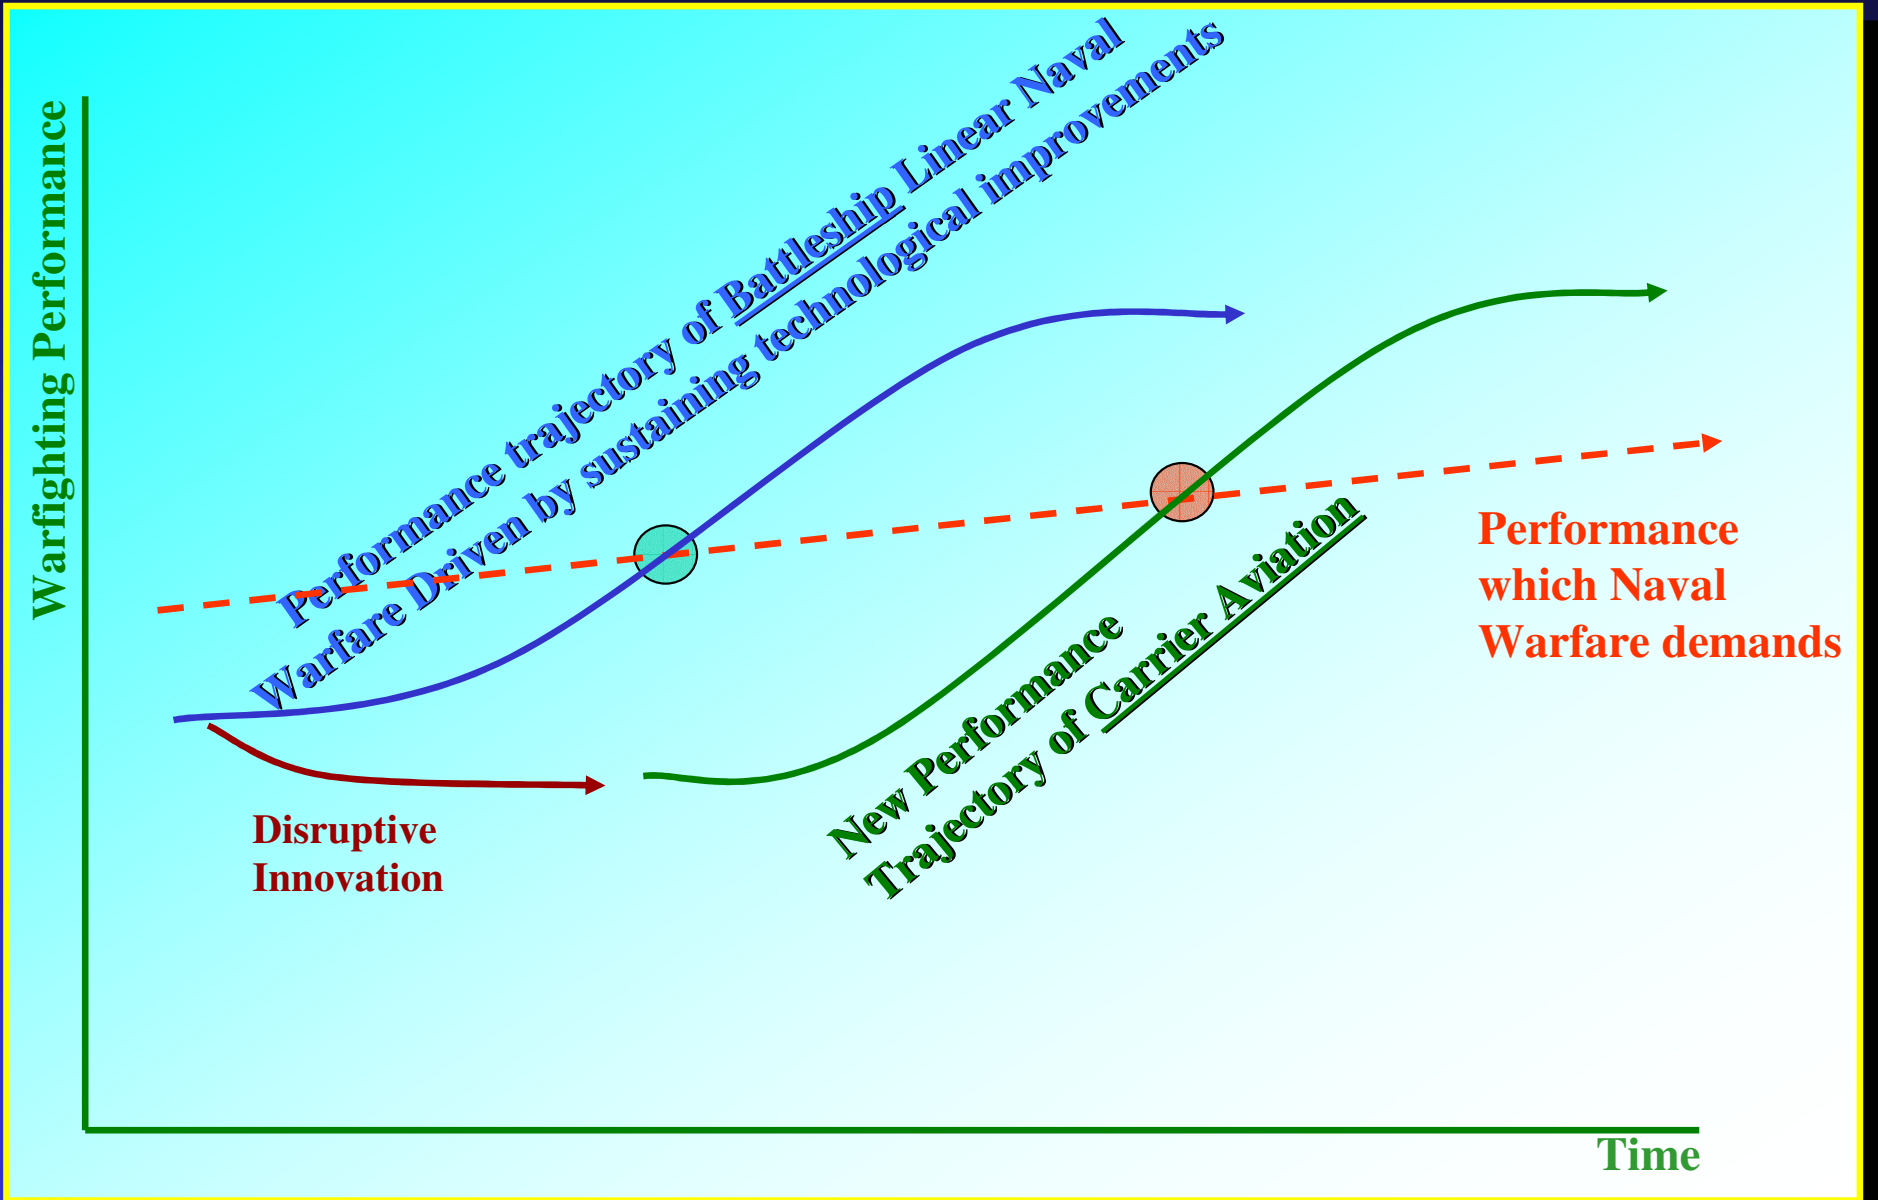 Warfighting Performance
Performance trajectory of Battleship Linear Naval
Warfare Driven by sustaining technological improvements
Performance
which Naval
Warfare demands
New Performance
Trajectory of Carrier Aviation
Disruptive
Innovation
Time